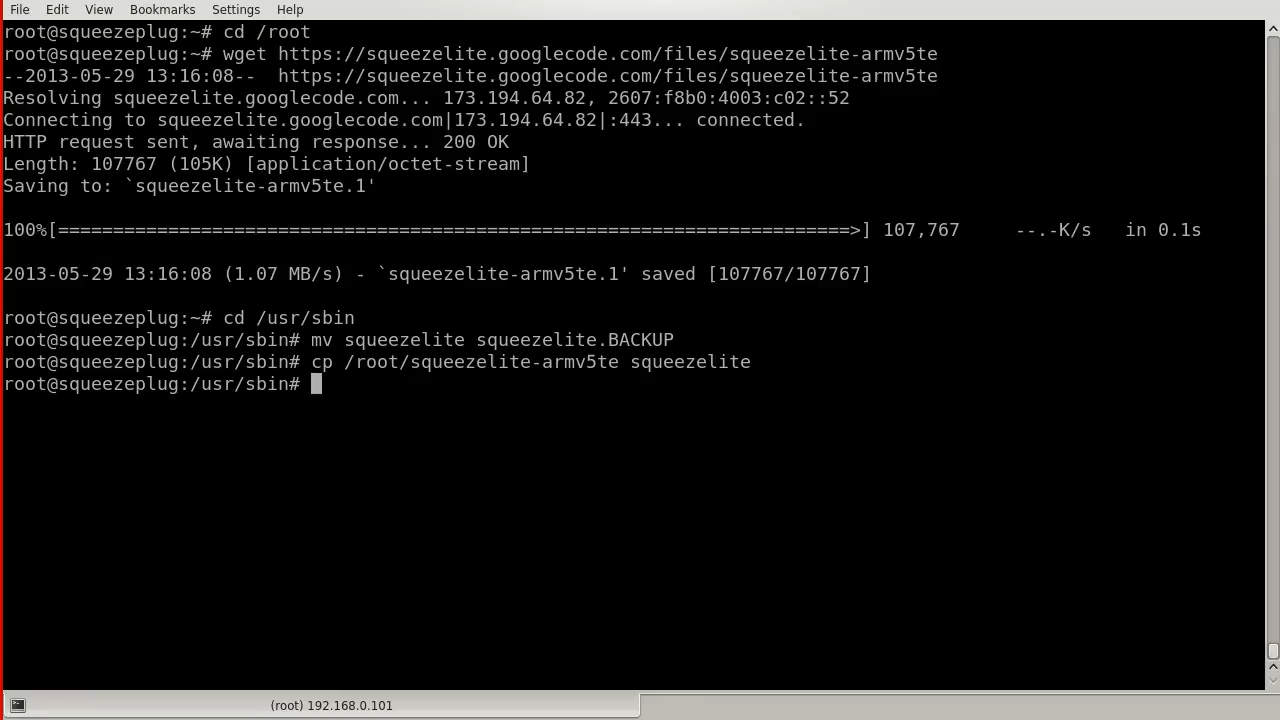 File Edit View Bookmarks Settings Help
root@squeezeplug:~# cd /root
root@squeezeplug:~# wget https://squeezelite.googlecode.com/files/squeezelite-armv5te
--2013-05-29 13:16:08--  https://squeezelite.googlecode.com/files/squeezelite-armv5te
Resolving squeezelite.googlecode.com... 173.194.64.82, 2607:f8b0:4003:c02::52
Connecting to squeezelite.googlecode.com|173.194.64.82|:443... connected.
HTTP request sent, awaiting response... 200 OK
Length: 107767 (105K) [application/octet-stream]
Saving to: `squeezelite-armv5te.1'
100%[========================================================================>] 107,767     --.-K/s   in 0.1s
2013-05-29 13:16:08 (1.07 MB/s) - `squeezelite-armv5te.1' saved [107767/107767]
root@squeezeplug:~# cd /usr/sbin
root@squeezeplug:/usr/sbin# mv squeezelite squeezelite.BACKUP
root@squeezeplug:/usr/sbin# cp /root/squeezelite-armv5te squeezelite
root@squeezeplug:/usr/sbin#
(root) 192.168.0.101